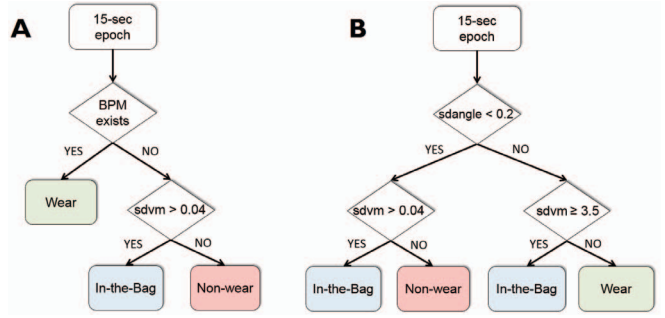 A
15-sec
epoch
BPM
exists
YES
NO
Wear
sdvm > 0.04
YES
NO
In-the-Bag
Non-wear
B
15-sec
epoch
sdangle < 0.2
YES
NO
sdvm > 0.04
sdvm ≥ 3.5
YES
NO
YES
NO
In-the-Bag
Non-wear
In-the-Bag
Wear